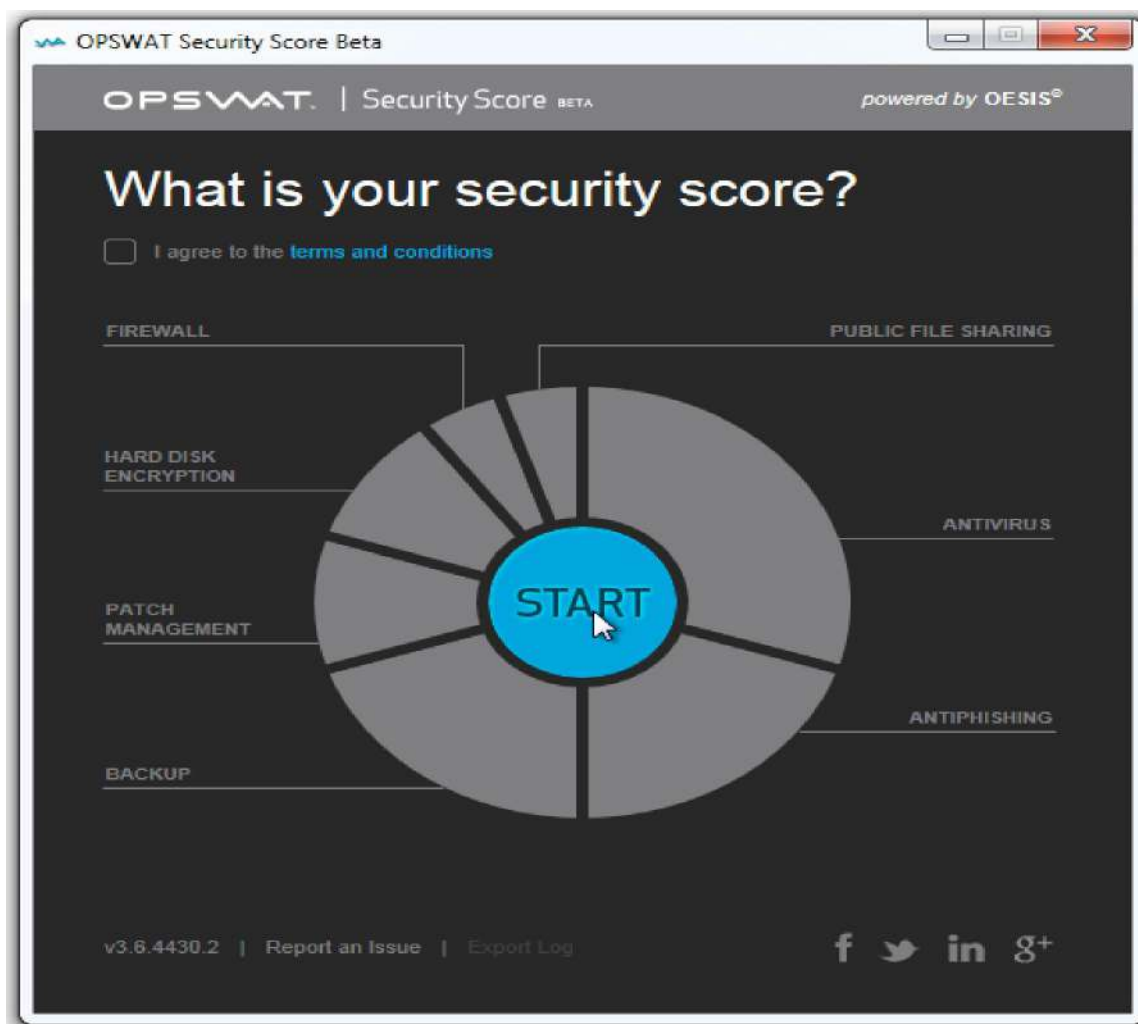 OPSWAT Security Score Beta
OPSWAT. | Security Score BETA
powered by OESIS®
What is your security score?
I agree to the terms and conditions
FIREWALL
PUBLIC FILE SHARING
HARD DISK
ENCRYPTION
ANTIVIRUS
START
PATCH
MANAGEMENT
ANTIPHISHING
BACKUP
v3.6.4430.2 | Report an Issue | Export Log
f in g+